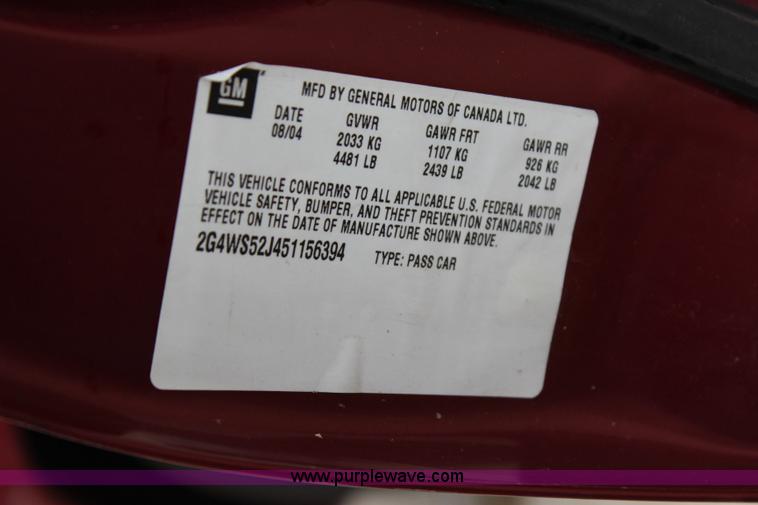 GM
MFD BY GENERAL MOTORS OF CANADA LTD.
DATE GVWR GAWR FRT GAWR RR
08/04 2033 KG 1107 KG 926 KG
4481 LB 2439 LB 2042 LB
THIS VEHICLE CONFORMS TO ALL APPLICABLE U.S. FEDERAL MOTOR
VEHICLE SAFETY, BUMPER, AND THEFT PREVENTION STANDARDS IN
EFFECT ON THE DATE OF MANUFACTURE SHOWN ABOVE.
2G4WS52J451156394 TYPE: PASS CAR
www.purplewave.com